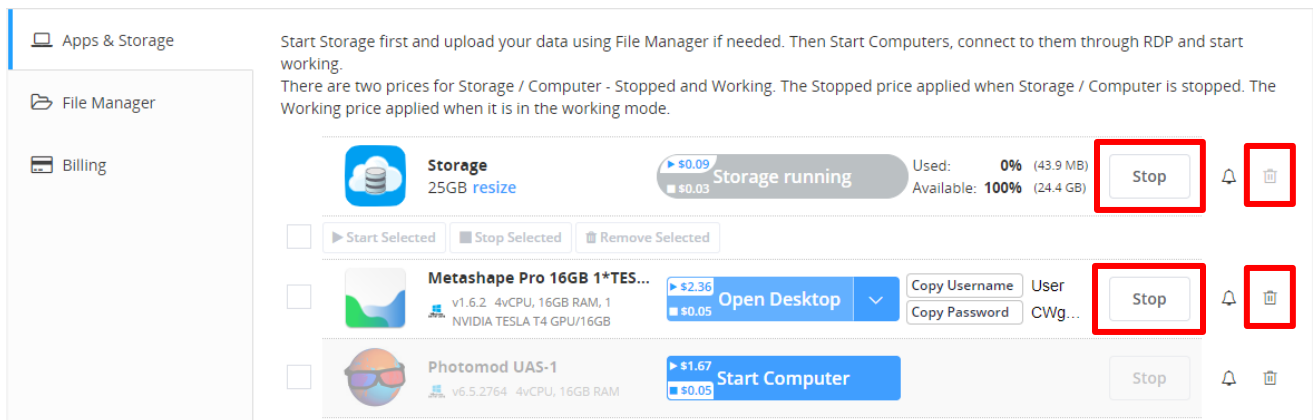 Apps & Storage
File Manager
Billing
Start Storage first and upload your data using File Manager if needed. Then Start Computers, connect to them through RDP and start
working.
There are two prices for Storage / Computer - Stopped and Working. The Stopped price applied when Storage / Computer is stopped. The
Working price applied when it is in the working mode.
Storage
25GB resize
$0.09
$0.03
Storage running
Used: 0% (43.9 MB)
Available: 100% (24.4 GB)
Stop
Start Selected Stop Selected Remove Selected
Metashape Pro 16GB 1*TES...
v1.6.2 4vCPU, 16GB RAM, 1
NVIDIA TESLA T4 GPU/16GB
$2.36
$0.05
Open Desktop
Copy Username User
Copy Password CWg...
Stop
Photomod UAS-1
v6.5.2764 4vCPU, 16GB RAM
$1.67
$0.05
Start Computer
Stop